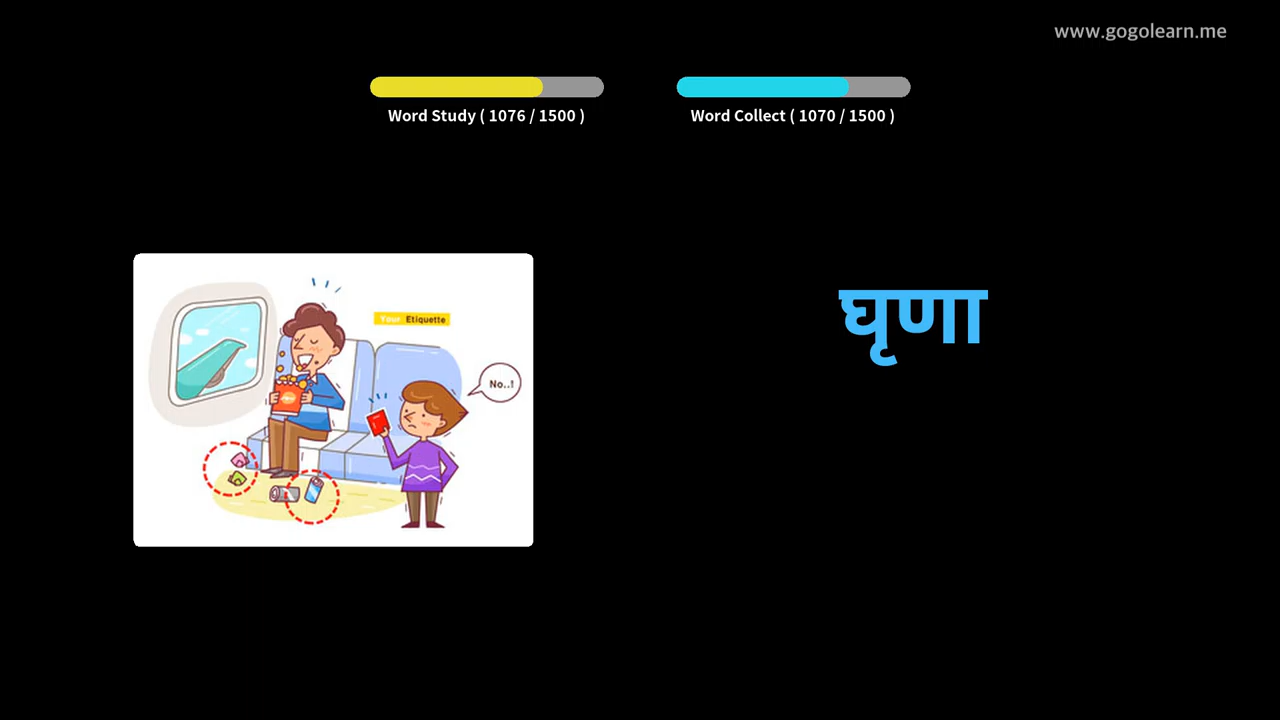 www.gogolearn.me
Word Study ( 1076 / 1500 )
Word Collect ( 1070 / 1500 )
घृणा
Your Etiquette
No..!